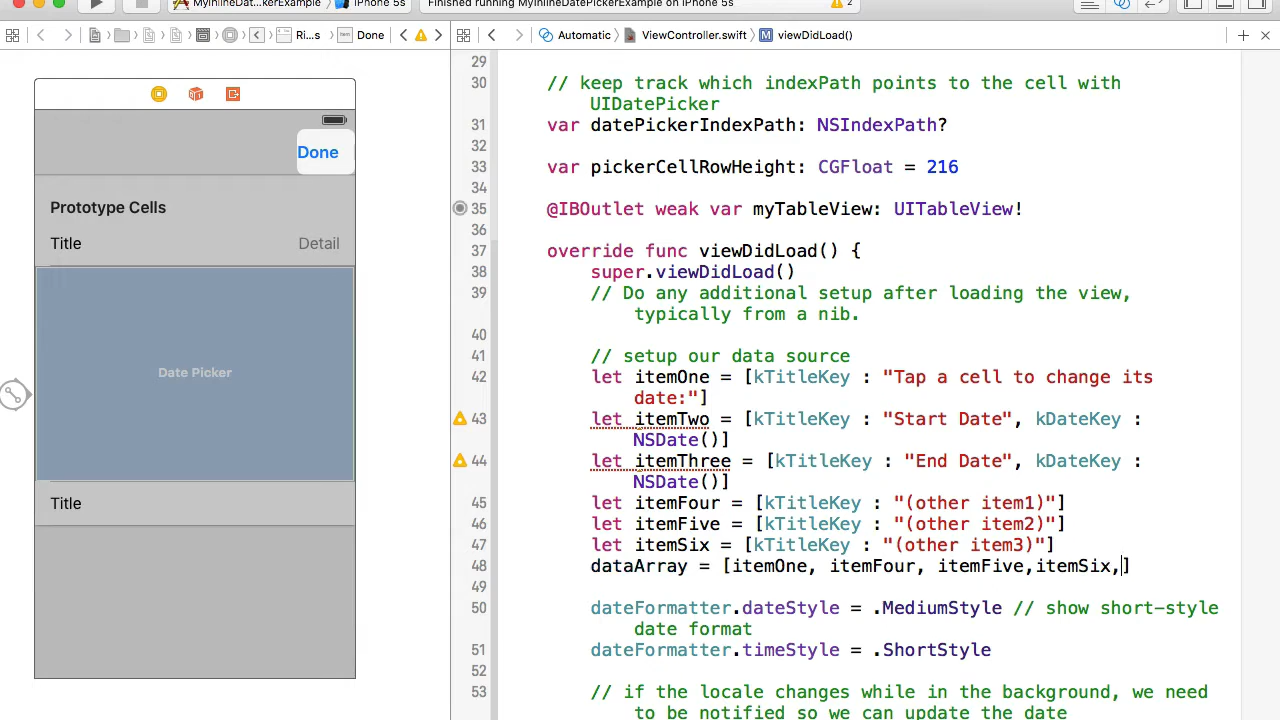 MyInlineDat...kerExample
iPhone 5s
Finished running MyInlineDatePickerExample on iPhone 5s
2
Ri...s
Done
Automatic
ViewController.swift
M
viewDidLoad()
Done
Prototype Cells
Title
Detail
Date Picker
Title
29
30 // keep track which indexPath points to the cell with
UIDatePicker
31 var datePickerIndexPath: NSIndexPath?
32
33 var pickerCellRowHeight: CGFloat = 216
34
35 @IBOutlet weak var myTableView: UITableView!
36
37 override func viewDidLoad() {
38 super.viewDidLoad()
39 // Do any additional setup after loading the view,
typically from a nib.
40
41 // setup our data source
42 let itemOne = [kTitleKey : "Tap a cell to change its
date:"]
43 let itemTwo = [kTitleKey : "Start Date", kDateKey :
NSDate()]
44 let itemThree = [kTitleKey : "End Date", kDateKey :
NSDate()]
45 let itemFour = [kTitleKey : "(other item1)"]
46 let itemFive = [kTitleKey : "(other item2)"]
47 let itemSix = [kTitleKey : "(other item3)"]
48 dataArray = [itemOne, itemFour, itemFive,itemSix,]
49
50 dateFormatter.dateStyle = .MediumStyle // show short-style
date format
51 dateFormatter.timeStyle = .ShortStyle
52
53 // if the locale changes while in the background, we need
to be notified so we can update the date